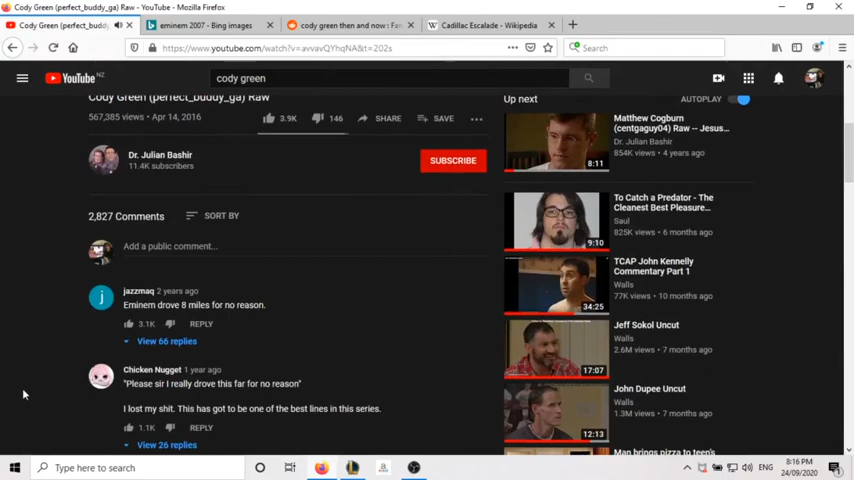 Cody Green (perfect_buddy_ga) Raw - YouTube - Mozilla Firefox
Cody Green (perfect_buddy_
eminem 2007 - Bing images
cody green then and now : Fan
Cadillac Escalade - Wikipedia
https://www.youtube.com/watch?v=avvavQYhqNA&t=202s
Search
YouTube NZ
cody green
Cody Green (perfect_buddy_ga) Raw
567,385 views • Apr 14, 2016
3.9K
146
SHARE
SAVE
Dr. Julian Bashir
11.4K subscribers
SUBSCRIBE
2,827 Comments
SORT BY
Add a public comment...
jazzmaq 2 years ago
Eminem drove 8 miles for no reason.
3.1K
REPLY
View 66 replies
Chicken Nugget 1 year ago
"Please sir I really drove this far for no reason"
I lost my shit. This has got to be one of the best lines in this series.
1.1K
REPLY
View 26 replies
Up next
AUTOPLAY
Matthew Cogburn
(centgaguy04) Raw -- Jesus...
Dr. Julian Bashir
854K views • 4 years ago
8:11
To Catch a Predator - The
Cleanest Best Pleasure...
Saul
825K views • 6 months ago
9:10
TCAP John Kennelly
Commentary Part 1
Walls
77K views • 10 months ago
34:25
Jeff Sokol Uncut
Walls
2.6M views • 7 months ago
17:07
John Dupee Uncut
Walls
1.3M views • 7 months ago
12:13
Man brings pizza to teen's
Type here to search
ENG
8:16 PM
24/09/2020